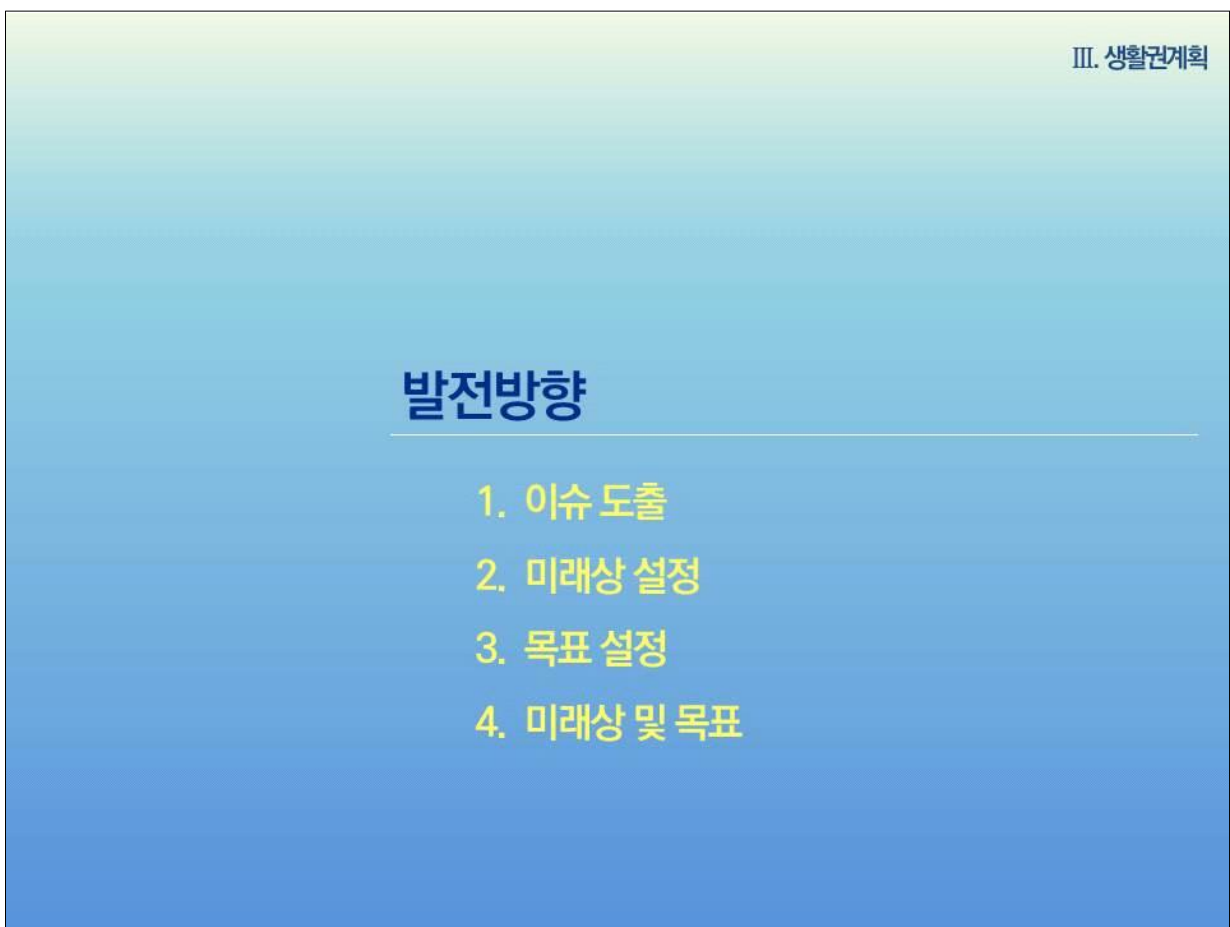 Ⅲ. 생활권계획
발전방향
1. 이슈 도출
2. 미래상 설정
3. 목표 설정
4. 미래상 및 목표